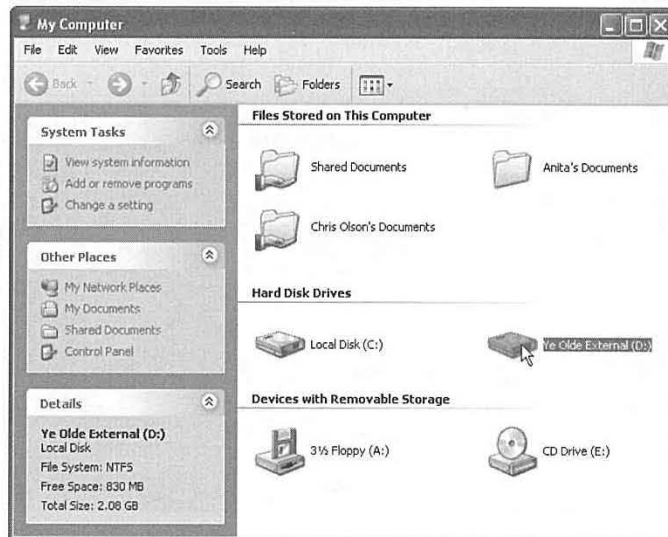 My Computer
File Edit View Favorites Tools Help
Back Search Folders
System Tasks
View system information
Add or remove programs
Change a setting
Other Places
My Network Places
My Documents
Shared Documents
Control Panel
Details
Ye Olde External (D:)
Local Disk
File System: NTFS
Free Space: 830 MB
Total Size: 2.08 GB
Files Stored on This Computer
Shared Documents Anita's Documents
Chris Olson's Documents
Hard Disk Drives
Local Disk (C:) Ye Olde External (D:)
Devices with Removable Storage
3½ Floppy (A:) CD Drive (E:)